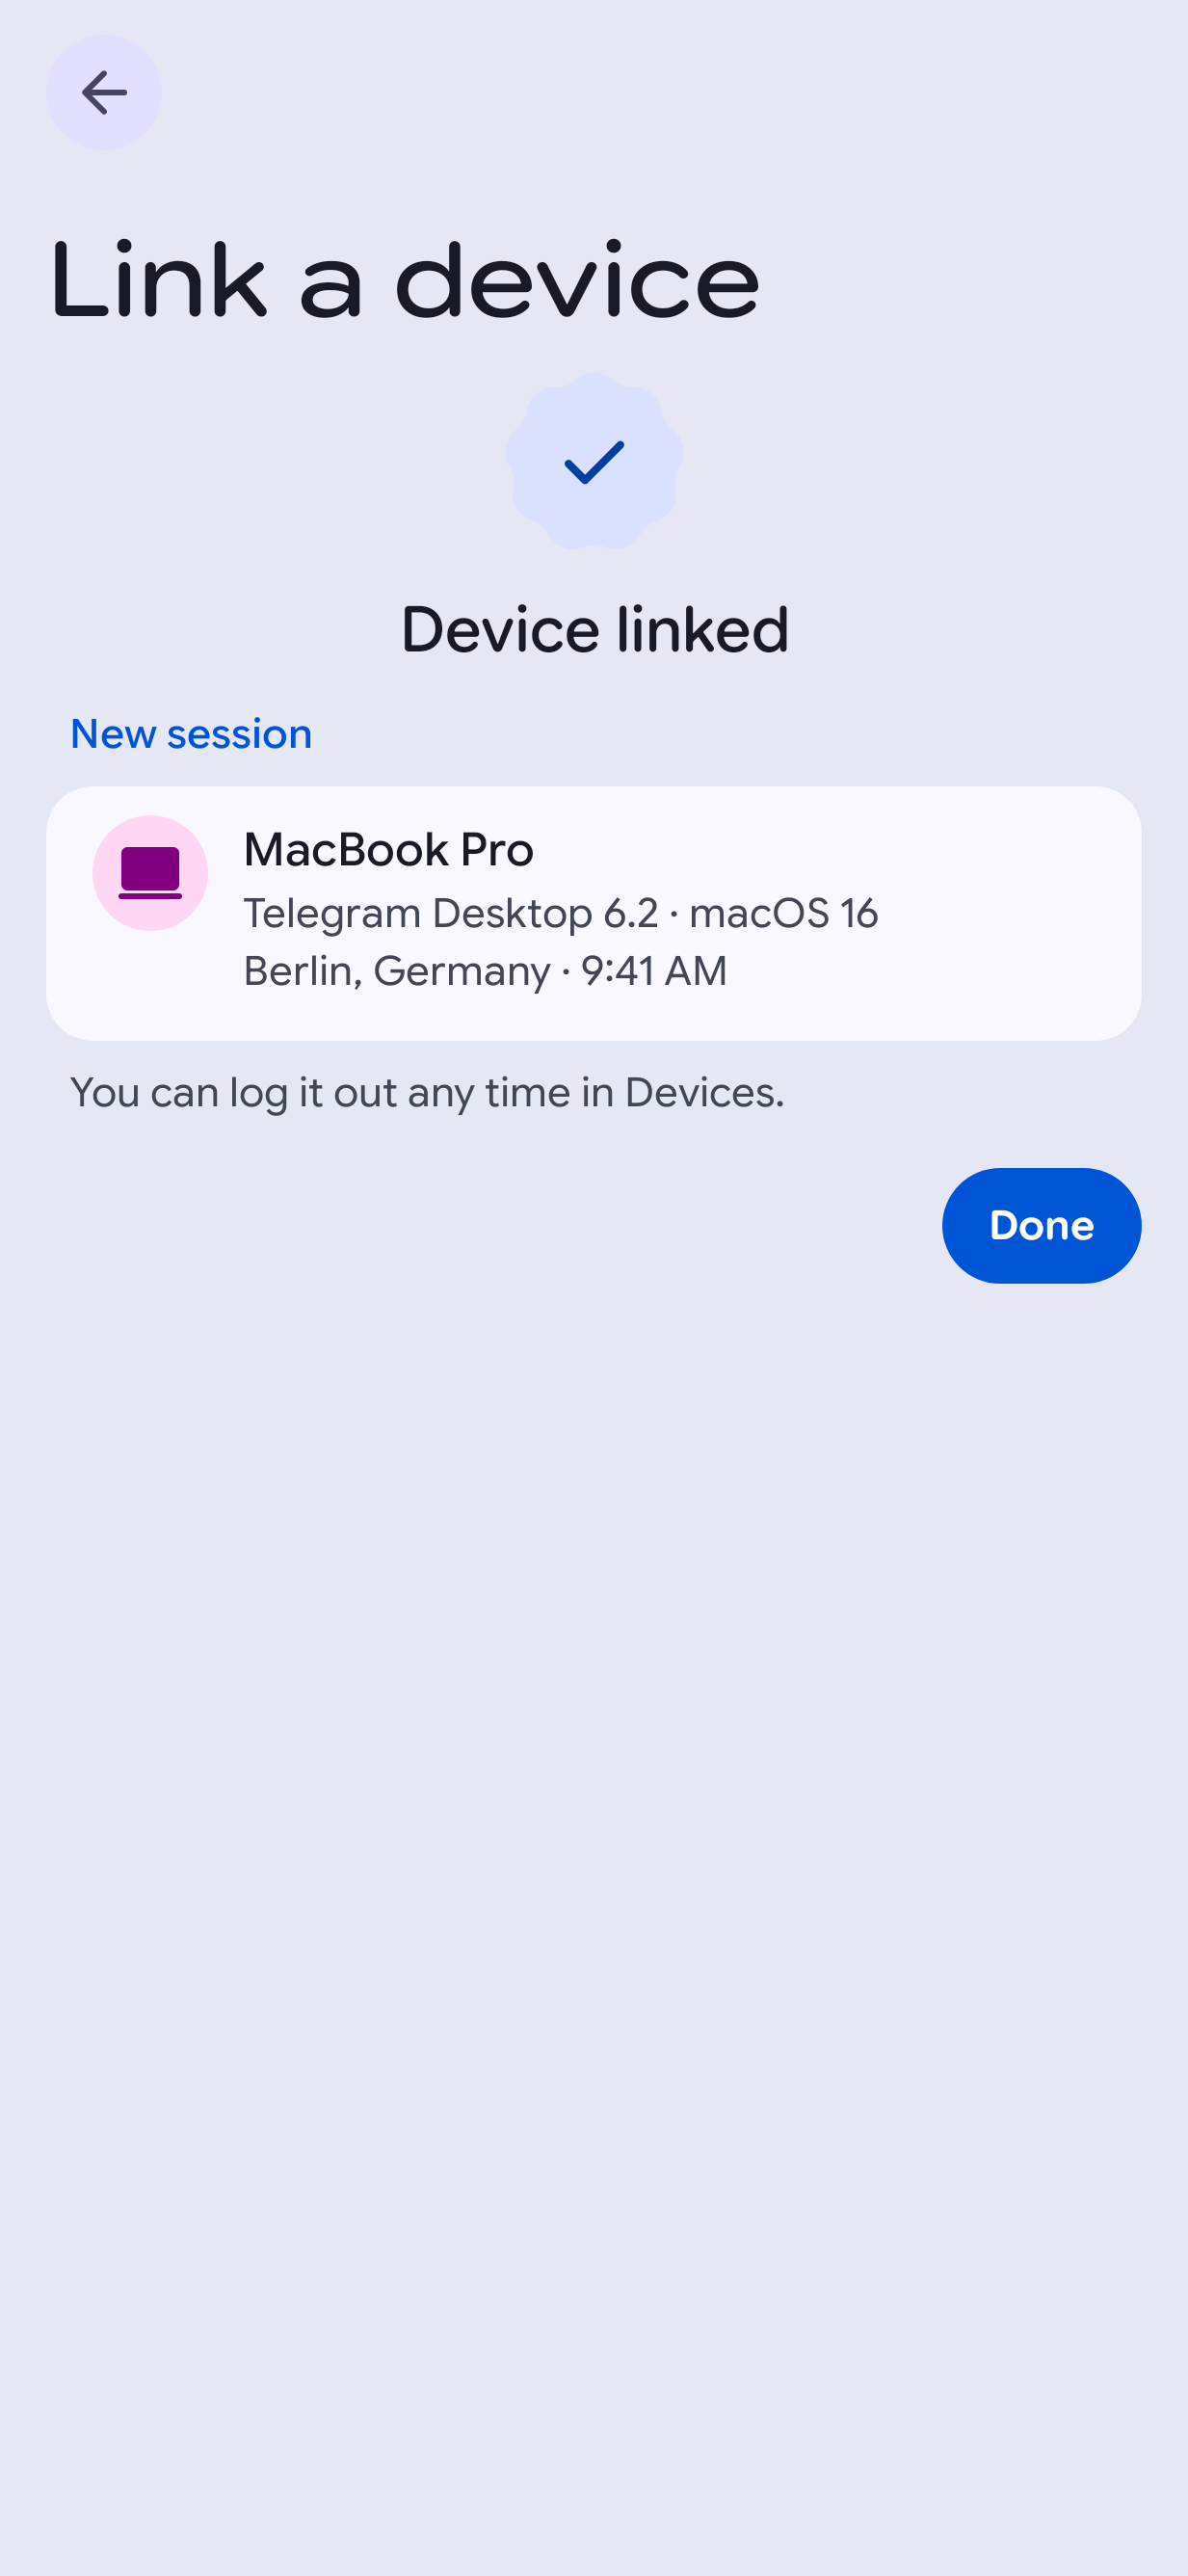 Link a device
Device linked
New session
MacBook Pro
Telegram Desktop 6.2 · macOS 16
Berlin, Germany · 9:41 AM
You can log it out any time in Devices.
Done